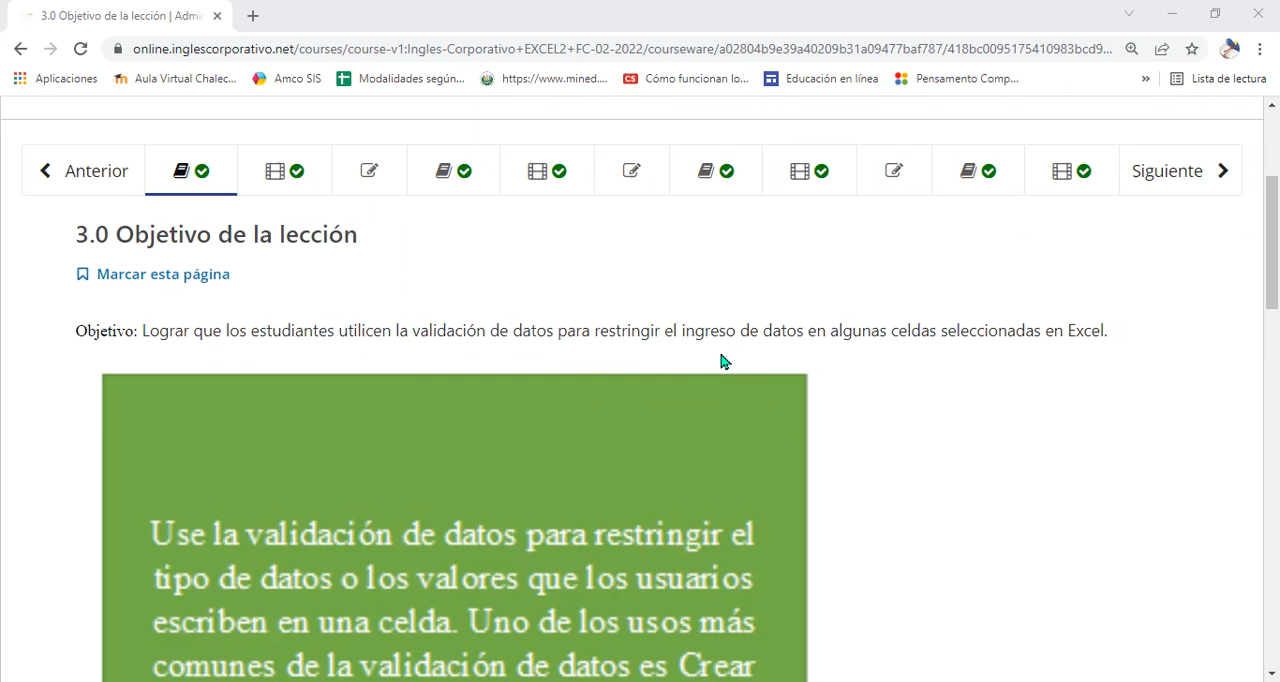 3.0 Objetivo de la lección | Adm
online.inglescorporativo.net/courses/course-v1:Ingles-Corporativo+EXCEL2+FC-02-2022/courseware/a02804b9e39a40209b31a09477baf787/418bc0095175410983bcd9...
Aplicaciones Aula Virtual Chalec... Amco SIS Modalidades según... https://www.mined.... CS Cómo funcionan lo... Educación en línea Pensamento Comp... » Lista de lectura
Anterior Siguiente
3.0 Objetivo de la lección
Marcar esta página
Objetivo: Lograr que los estudiantes utilicen la validación de datos para restringir el ingreso de datos en algunas celdas seleccionadas en Excel.
Use la validación de datos para restringir el
tipo de datos o los valores que los usuarios
escriben en una celda. Uno de los usos más
comunes de la validación de datos es Crear